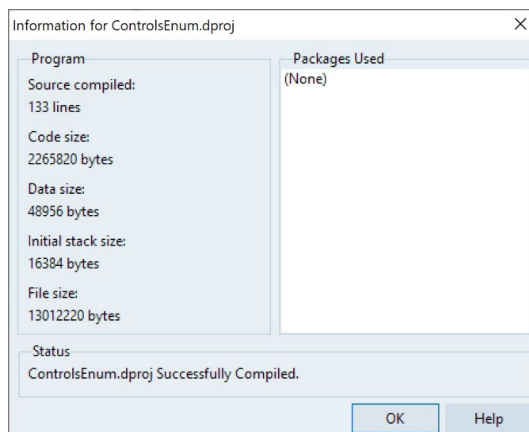 Information for ControlsEnum.dproj
Program
Source compiled:
133 lines
Code size:
2265820 bytes
Data size:
48956 bytes
Initial stack size:
16384 bytes
File size:
13012220 bytes
Packages Used
(None)
Status
ControlsEnum.dproj Successfully Compiled.
OK
Help